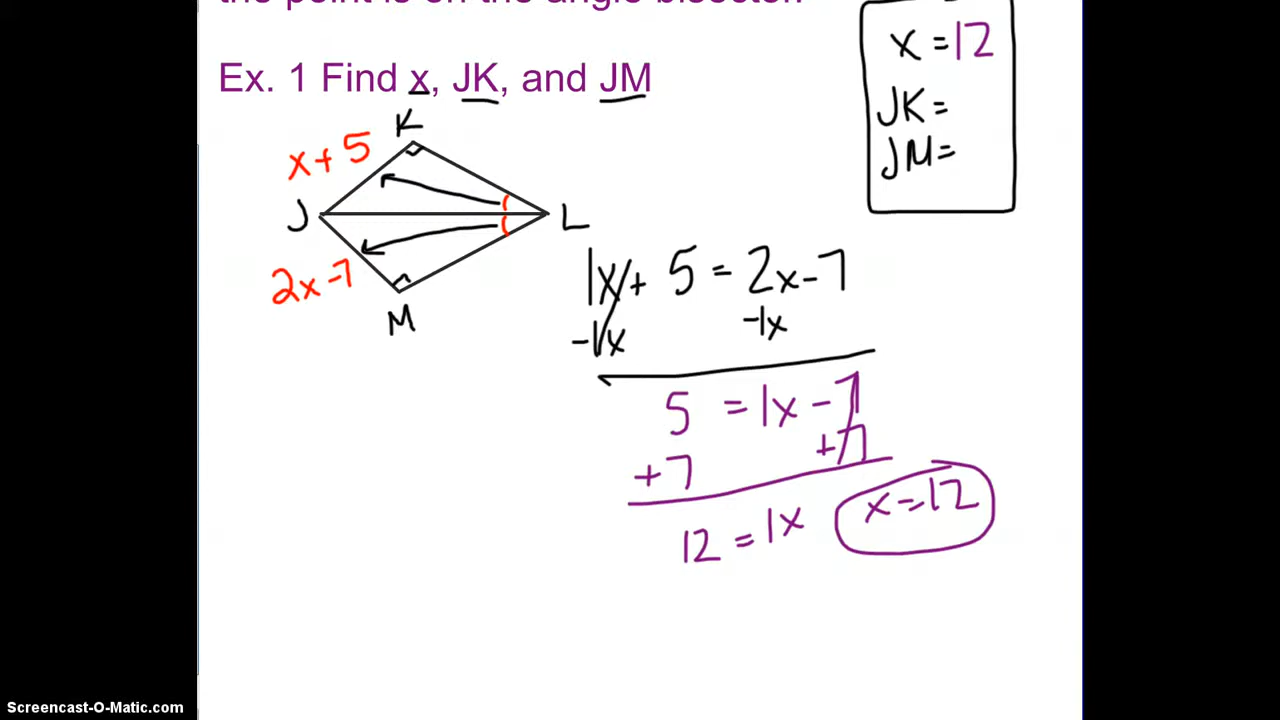 the point is on the angle bisector.
Ex. 1 Find x, JK, and JM
x = 12
JK =
JM =
K
x + 5
J
L
2x - 7
M
1x + 5 = 2x - 7
-1x -1x
5 = 1x - 7
+7 +7
12 = 1x
x = 12
Screencast-O-Matic.com